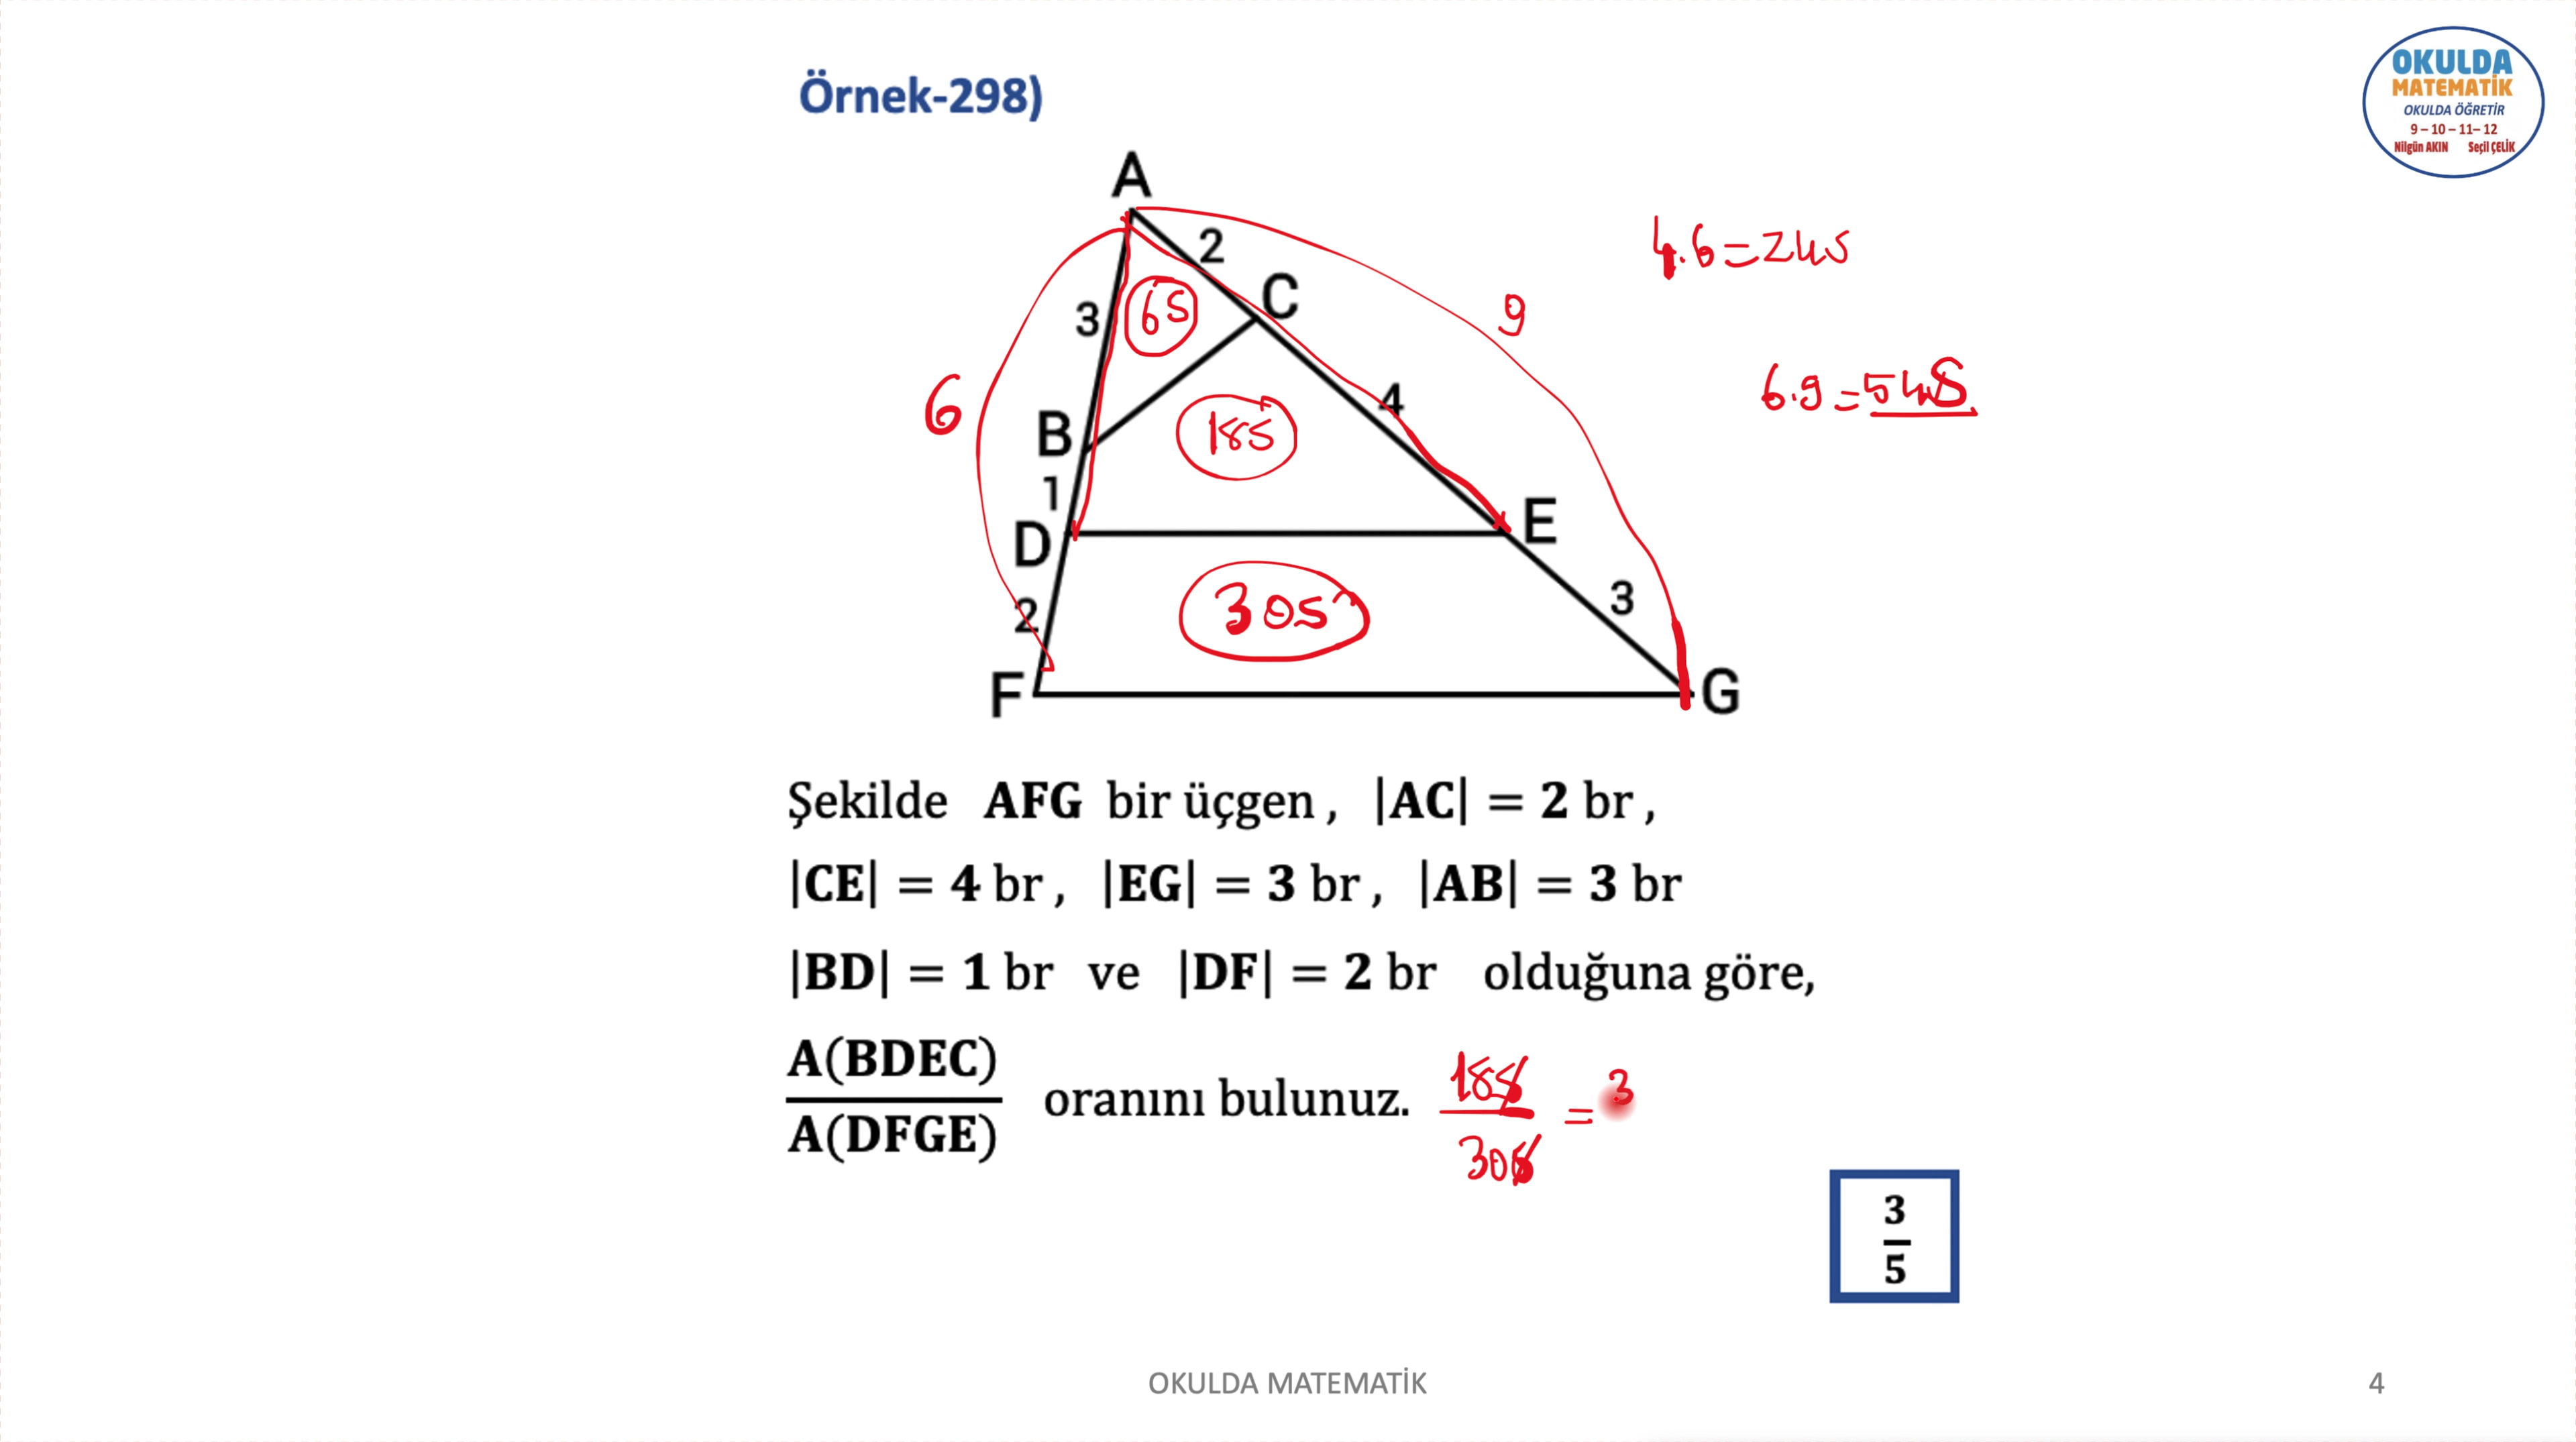 OKULDA
MATEMATİK
OKULDA ÖĞRETİR
9 – 10 – 11– 12
Nilgün AKIN Seçil ÇELİK
Örnek-298)
A
2
4.6=24S
C
3
6S
9
6
4
6.9=54S
B
18S
1
D
E
30S
3
2
F
G
Şekilde AFG bir üçgen , |AC| = 2 br ,
|CE| = 4 br , |EG| = 3 br , |AB| = 3 br
|BD| = 1 br ve |DF| = 2 br olduğuna göre,
A(BDEC)
A(DFGE)
oranını bulunuz.
18S
30S
= 3
3
5
OKULDA MATEMATİK
4